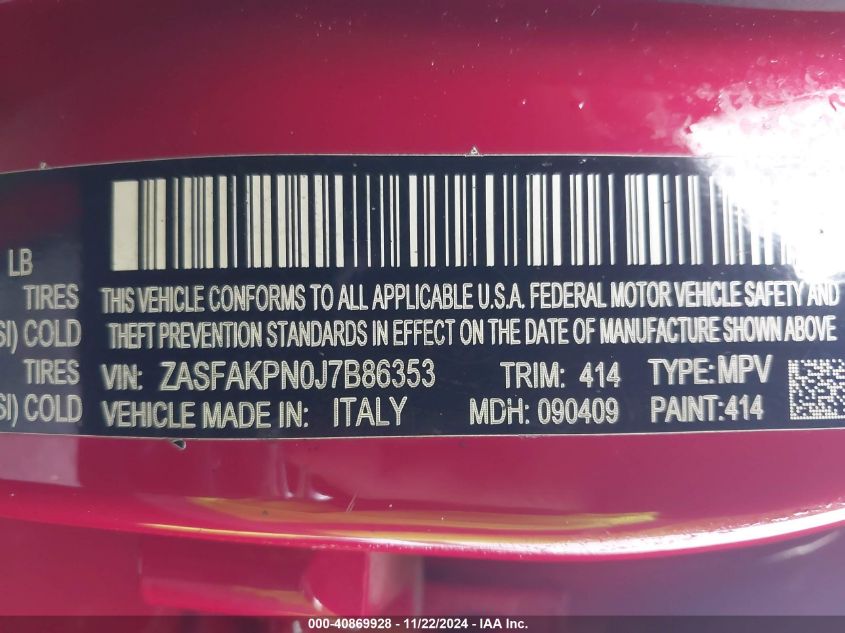 LB
TIRES THIS VEHICLE CONFORMS TO ALL APPLICABLE U.S.A. FEDERAL MOTOR VEHICLE SAFETY AND
SI) COLD THEFT PREVENTION STANDARDS IN EFFECT ON THE DATE OF MANUFACTURE SHOWN ABOVE
TIRES VIN: ZASFAKPN0J7B86353 TRIM: 414 TYPE: MPV
SI) COLD VEHICLE MADE IN: ITALY MDH: 090409 PAINT:414
000-40869928 - 11/22/2024 - IAA Inc.